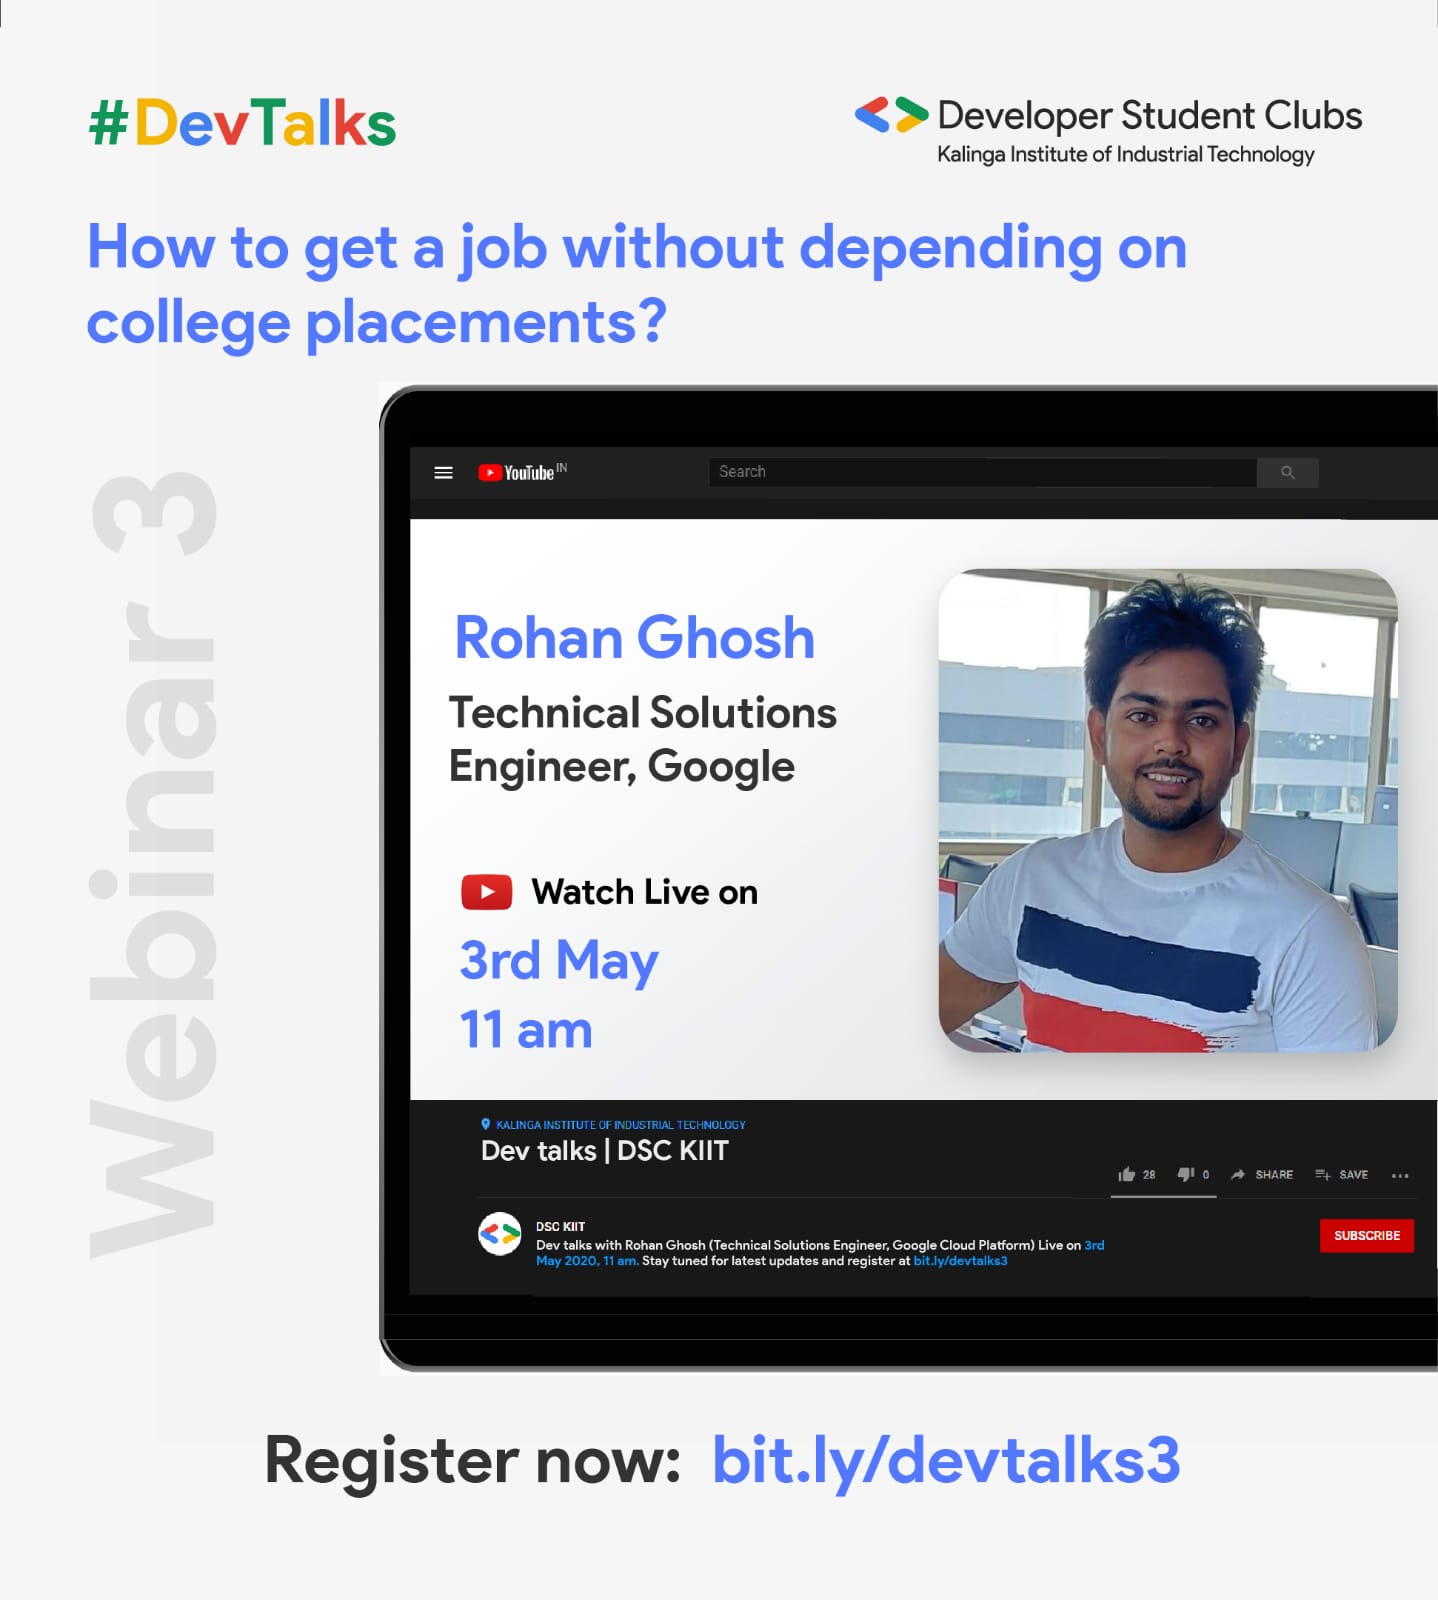 #DevTalks
Developer Student Clubs
Kalinga Institute of Industrial Technology
How to get a job without depending on
college placements?
Webinar 3
YouTube IN
Search
Rohan Ghosh
Technical Solutions
Engineer, Google
Watch Live on
3rd May
11 am
KALINGA INSTITUTE OF INDUSTRIAL TECHNOLOGY
Dev talks | DSC KIIT
28 0 SHARE SAVE
DSC KIIT
Dev talks with Rohan Ghosh (Technical Solutions Engineer, Google Cloud Platform) Live on 3rd
May 2020, 11 am. Stay tuned for latest updates and register at bit.ly/devtalks3
SUBSCRIBE
Register now: bit.ly/devtalks3